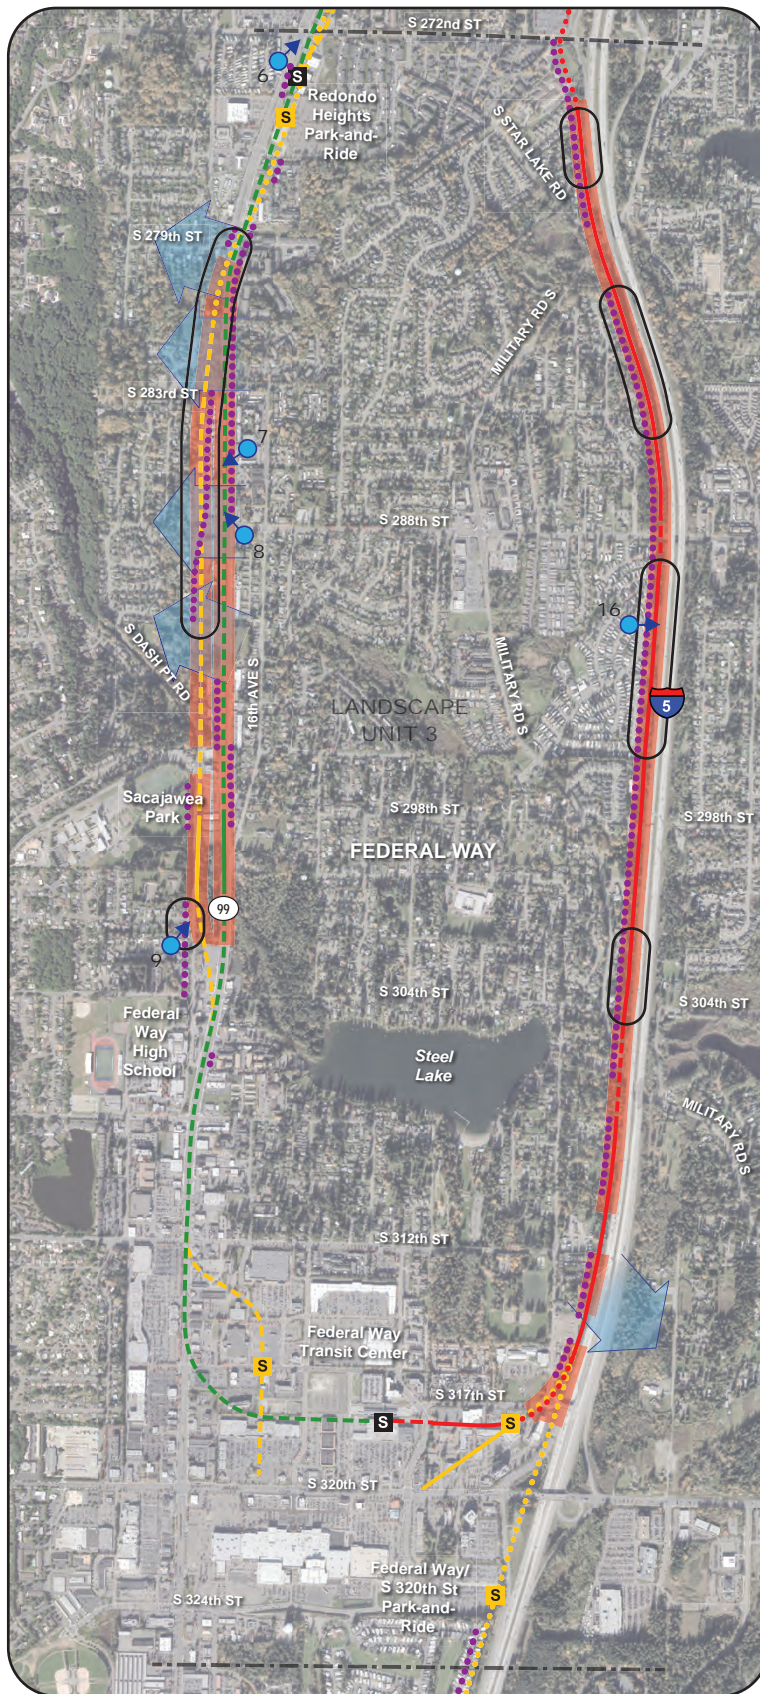 S 272nd ST
6
S
Redondo
Heights
Park-and-
Ride
S
S STAR LAKE RD
S 279th ST
MILITARY RD S
S 283rd ST
7
S 288th ST
8
16
S DASH PT RD
16th AVE S
MILITARY RD S
5
LANDSCAPE
UNIT 3
Sacajawea
Park
S 298th ST
S 298th ST
FEDERAL WAY
99
9
S 304th ST
S 304th ST
Federal
Way
High
School
Steel
Lake
MILITARY RD S
S 312th ST
Federal Way
Transit Center
S
S 317th ST
S
S
S 320th ST
Federal Way/
S 320th St
Park-and-
Ride
S
S 324th ST